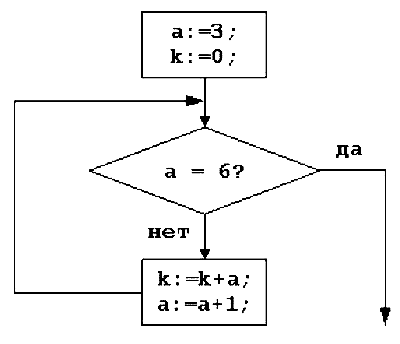 a:=3;
k:=0;
a = 6?
да
нет
k:=k+a;
a:=a+1;